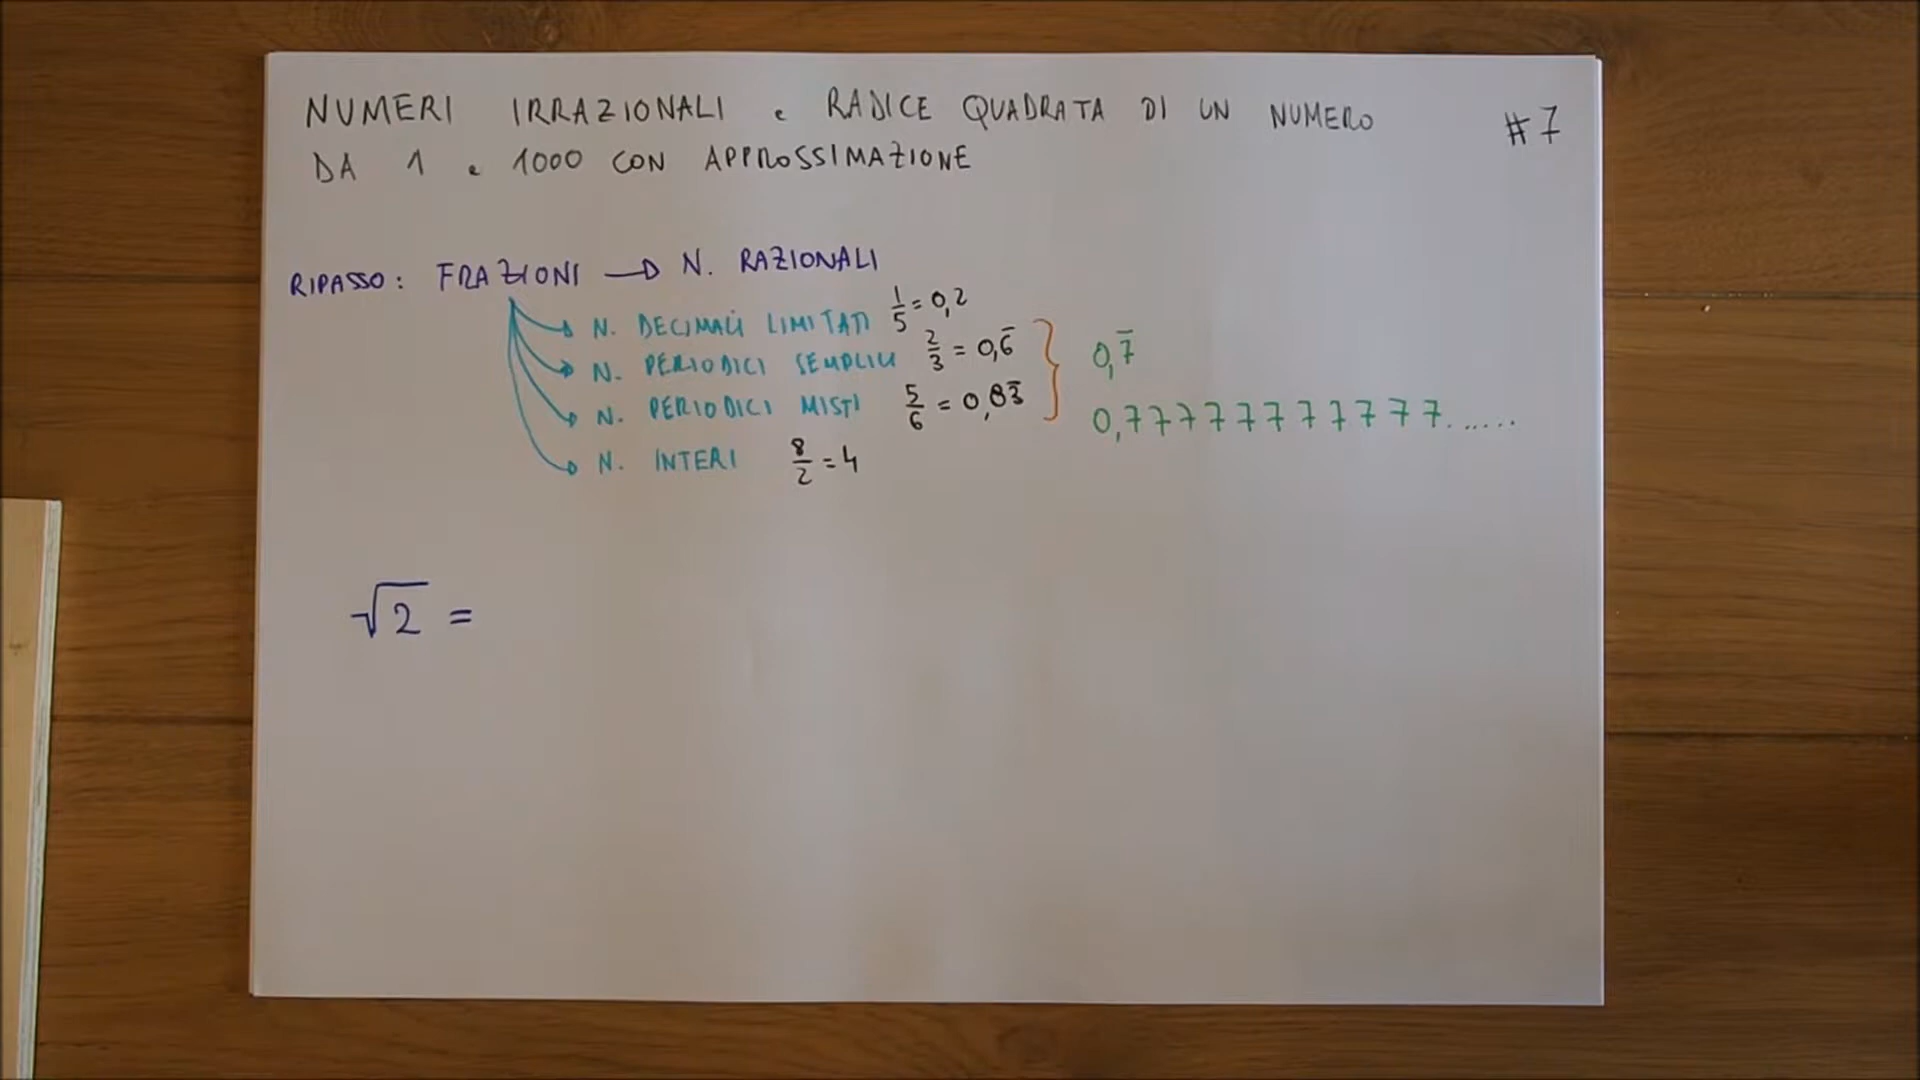 NUMERI IRRAZIONALI e RADICE QUADRATA DI UN NUMERO #7
DA 1 e 1000 CON APPROSSIMAZIONE
RIPASSO: FRAZIONI → N. RAZIONALI
N. DECIMALI LIMITATI 1/5 = 0,2
N. PERIODICI SEMPLICI 2/3 = 0,6̄ 0,7̄
N. PERIODICI MISTI 5/6 = 0,83̄ 0,77777777777......
N. INTERI 8/2 = 4
√2 =